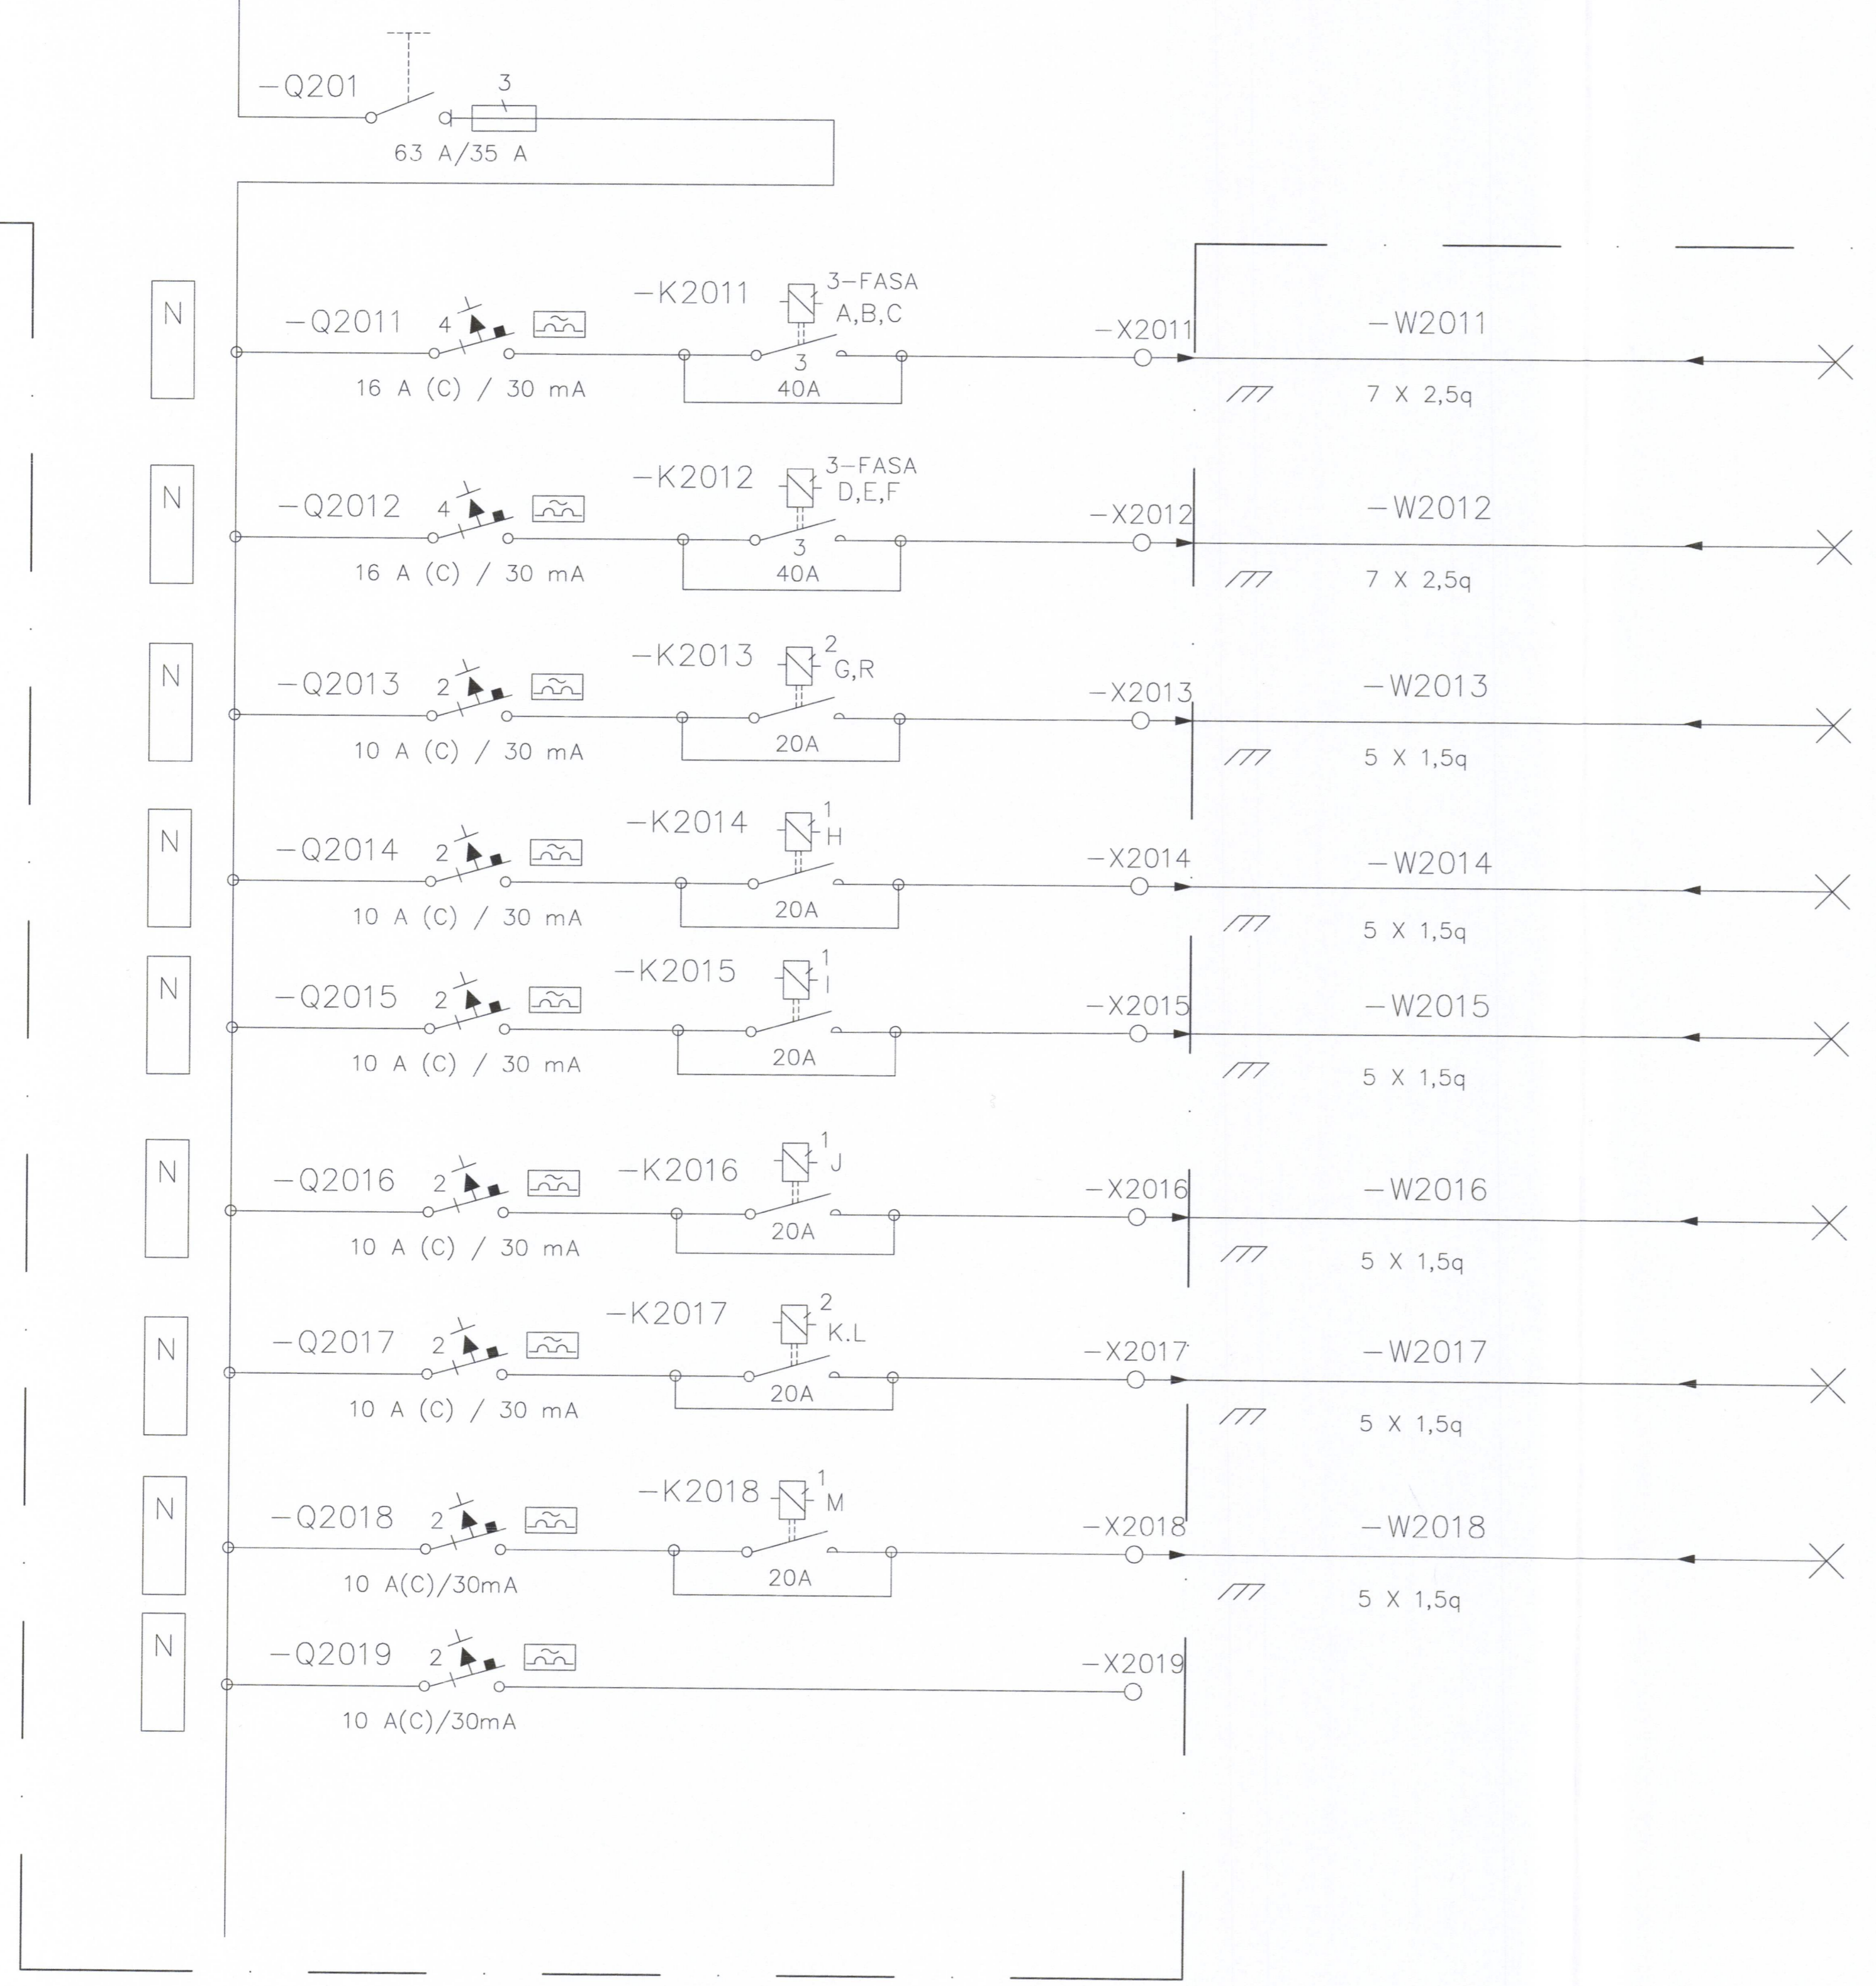 -Q201
3
63 A/35 A
N
-Q2011
4
16 A (C) / 30 mA
-K2011
3-FASA
A,B,C
3
40A
-X2011
-W2011
7 X 2,5q
N
-Q2012
4
16 A (C) / 30 mA
-K2012
3-FASA
D,E,F
3
40A
-X2012
-W2012
7 X 2,5q
N
-Q2013
2
10 A (C) / 30 mA
-K2013
2
G,R
20A
-X2013
-W2013
5 X 1,5q
N
-Q2014
2
10 A (C) / 30 mA
-K2014
1
H
20A
-X2014
-W2014
5 X 1,5q
N
-Q2015
2
10 A (C) / 30 mA
-K2015
1
I
20A
-X2015
-W2015
5 X 1,5q
N
-Q2016
2
10 A (C) / 30 mA
-K2016
1
J
20A
-X2016
-W2016
5 X 1,5q
N
-Q2017
2
10 A (C) / 30 mA
-K2017
2
K.L
20A
-X2017
-W2017
5 X 1,5q
N
-Q2018
2
10 A(C)/30mA
-K2018
1
M
20A
-X2018
-W2018
5 X 1,5q
N
-Q2019
2
10 A(C)/30mA
-X2019